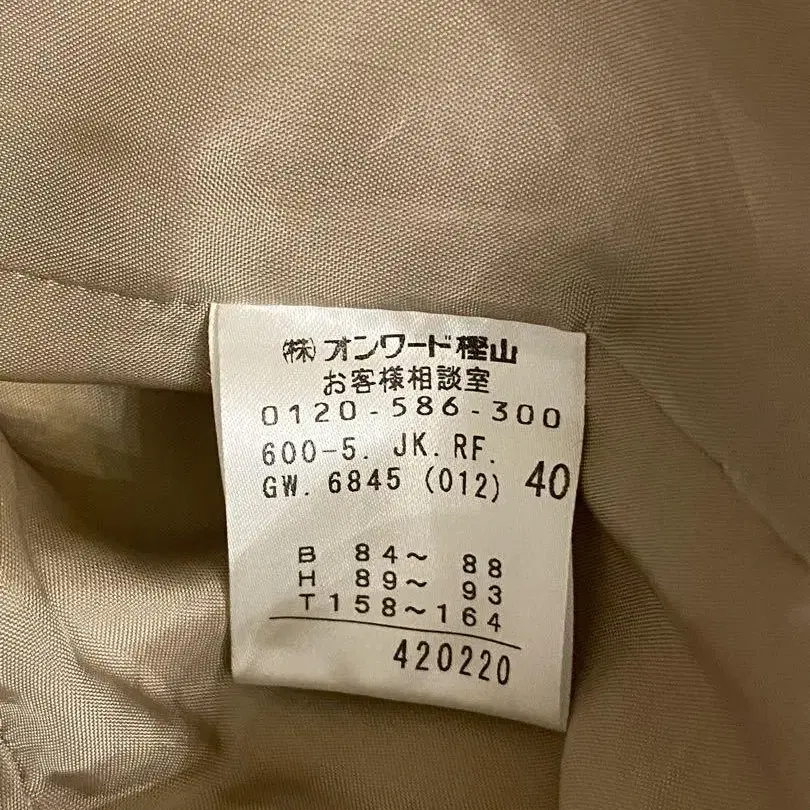 ㈱オンワード樫山
お客様相談室
0120-586-300
600-5. JK. RF.
GW. 6845 (012) 40
B 84～ 88
H 89～ 93
T158～164
420220